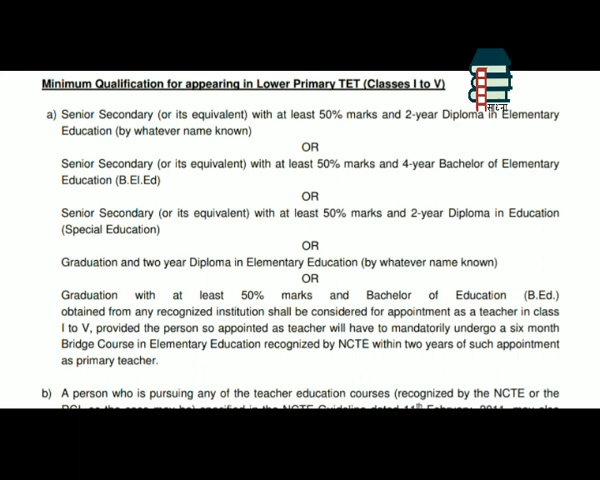 Minimum Qualification for appearing in Lower Primary TET (Classes I to V)
a) Senior Secondary (or its equivalent) with at least 50% marks and 2-year Diploma in Elementary
Education (by whatever name known)
OR
Senior Secondary (or its equivalent) with at least 50% marks and 4-year Bachelor of Elementary
Education (B.El.Ed)
OR
Senior Secondary (or its equivalent) with at least 50% marks and 2-year Diploma in Education
(Special Education)
OR
Graduation and two year Diploma in Elementary Education (by whatever name known)
OR
Graduation with at least 50% marks and Bachelor of Education (B.Ed.)
obtained from any recognized institution shall be considered for appointment as a teacher in class
I to V, provided the person so appointed as teacher will have to mandatorily undergo a six month
Bridge Course in Elementary Education recognized by NCTE within two years of such appointment
as primary teacher.
b) A person who is pursuing any of the teacher education courses (recognized by the NCTE or the